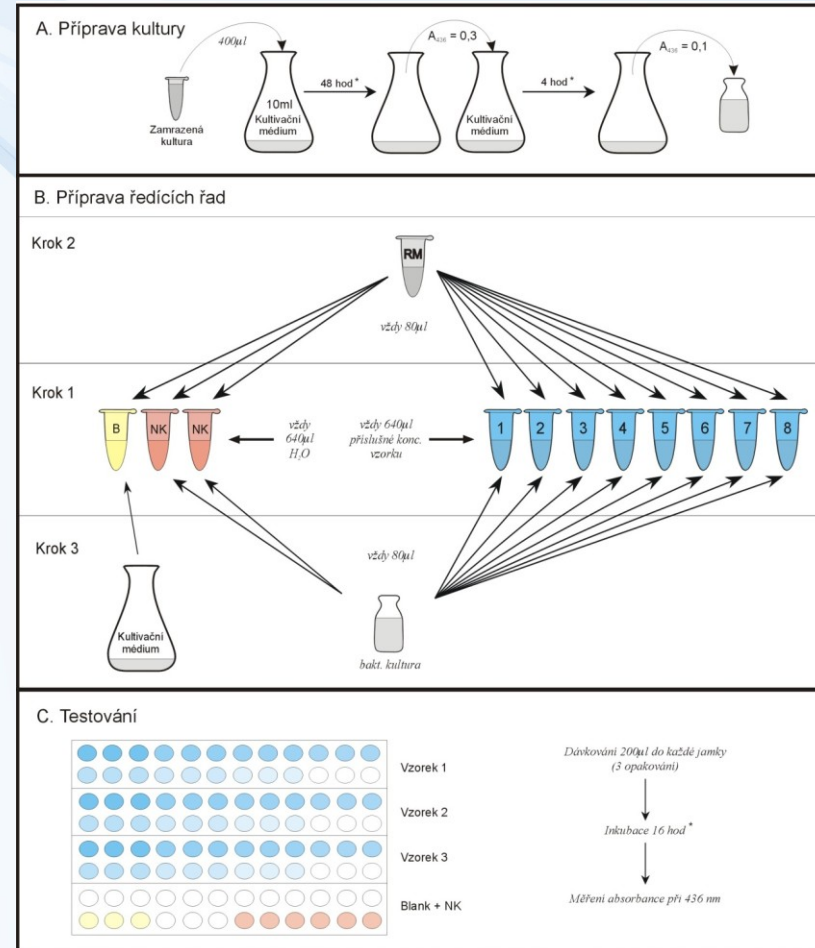 A. Příprava kultury
400µl
Zamrazená
kultura
10ml
Kultivační
médium
48 hod *
A₄₃₆ = 0,3
Kultivační
médium
4 hod *
A₄₃₆ = 0,1
B. Příprava ředících řad
Krok 2
RM
vždy 80µl
Krok 1
B
NK
NK
vždy
640µl
H₂O
vždy 640µl
příslušné konc.
vzorku
1
2
3
4
5
6
7
8
Krok 3
Kultivační
médium
vždy 80µl
bakt. kultura
C. Testování
Vzorek 1
Vzorek 2
Vzorek 3
Blank + NK
Dávkování 200µl do každé jamky
(3 opakování)
Inkubace 16 hod *
Měření absorbance při 436 nm